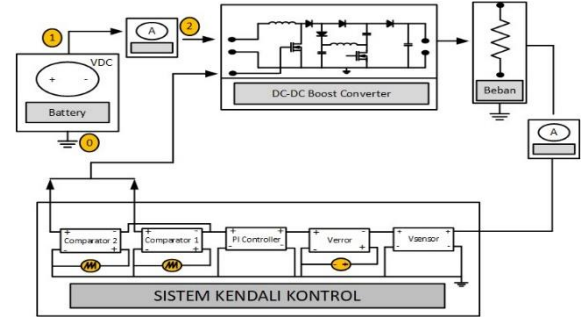 1
A
2
VDC
+ -
Battery
0
DC-DC Boost Converter
Beban
A
+ - + - + - + - + -
Comparator 2 Comparator 1 PI Controller Verror Vsensor
- + - + - - - + - -
SISTEM KENDALI KONTROL